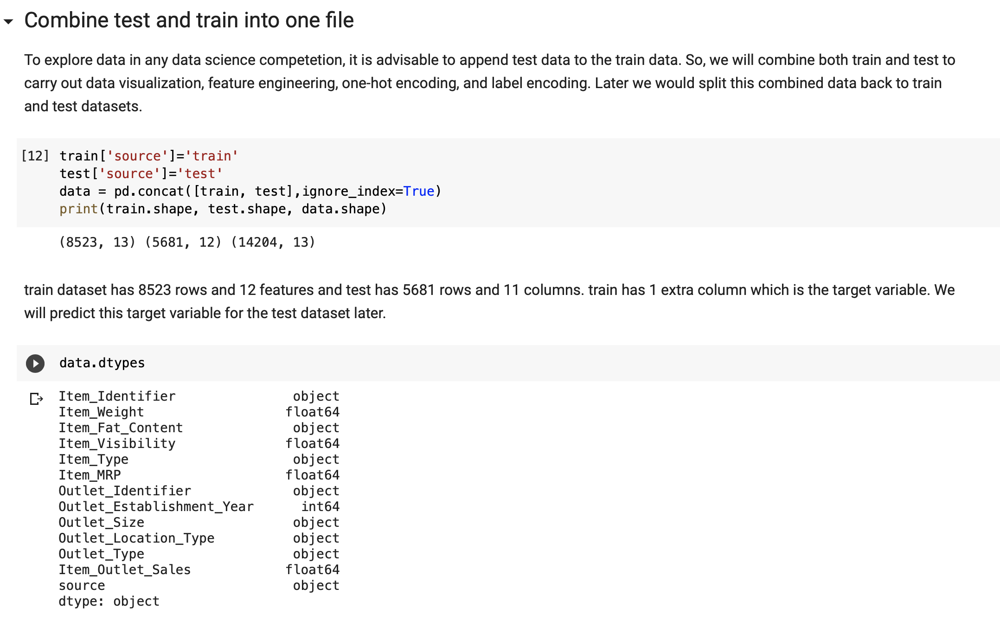 Combine test and train into one file
To explore data in any data science competetion, it is advisable to append test data to the train data. So, we will combine both train and test to
carry out data visualization, feature engineering, one-hot encoding, and label encoding. Later we would split this combined data back to train
and test datasets.
[12] train['source']='train'
test['source']='test'
data = pd.concat([train, test],ignore_index=True)
print(train.shape, test.shape, data.shape)
(8523, 13) (5681, 12) (14204, 13)
train dataset has 8523 rows and 12 features and test has 5681 rows and 11 columns. train has 1 extra column which is the target variable. We
will predict this target variable for the test dataset later.
data.dtypes
Item_Identifier object
Item_Weight float64
Item_Fat_Content object
Item_Visibility float64
Item_Type object
Item_MRP float64
Outlet_Identifier object
Outlet_Establishment_Year int64
Outlet_Size object
Outlet_Location_Type object
Outlet_Type object
Item_Outlet_Sales float64
source object
dtype: object